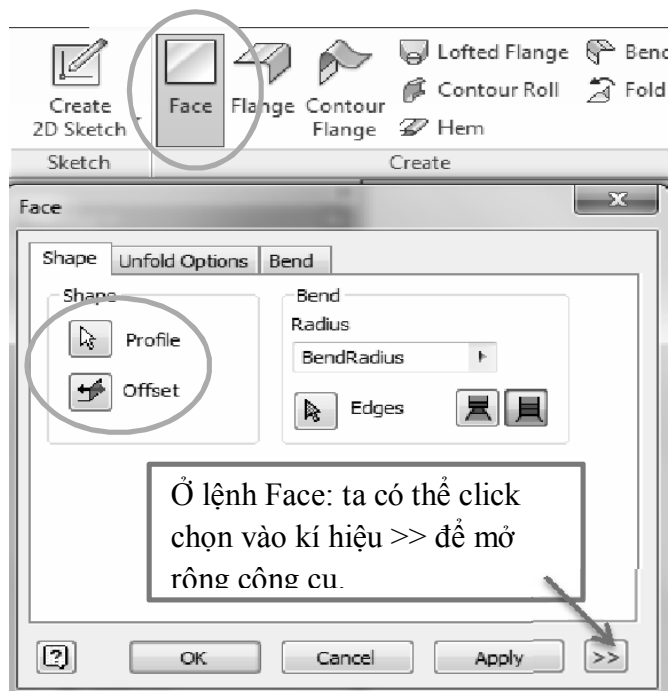 Create
2D Sketch
Face
Flange
Contour
Flange
Lofted Flange
Contour Roll
Hem
Bend
Fold
Sketch
Create
Face
x
Shape
Unfold Options
Bend
Shape
Profile
Offset
Bend
Radius
BendRadius
Edges
Ở lệnh Face: ta có thể click
chọn vào kí hiệu >> để mở
rộng công cụ.
?
OK
Cancel
Apply
>>